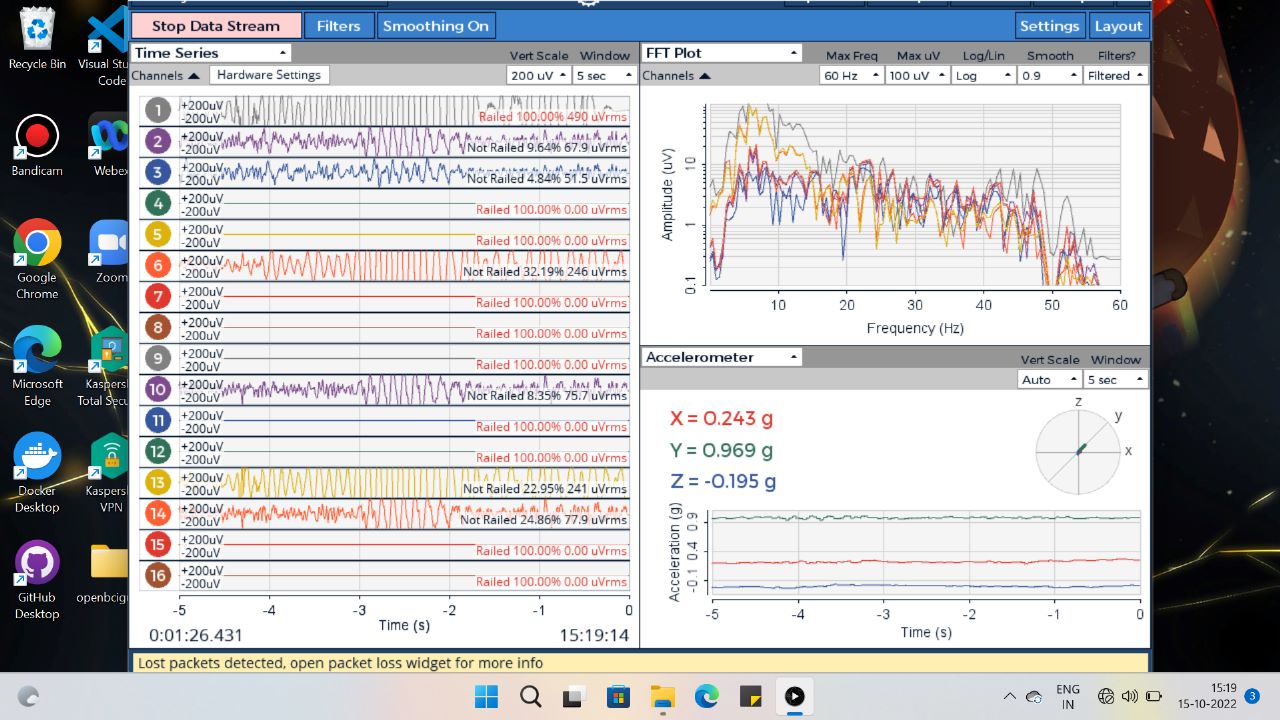 Stop Data Stream Filters Smoothing On Settings Layout
Recycle Bin
Visual Stu
Code
Bandicam
Webex
Google
Chrome
Zoom
Microsoft
Edge
Kaspers
Total Secu
Docker
Desktop
Kaspersk
VPN
GitHub
Desktop
openbcigu
Time Series Vert Scale Window
Channels Hardware Settings 200 uV 5 sec
1 +200uV -200uV Railed 100.00% 490 uVrms
2 +200uV -200uV Not Railed 9.64% 67.9 uVrms
3 +200uV -200uV Not Railed 4.84% 51.5 uVrms
4 +200uV -200uV Railed 100.00% 0.00 uVrms
5 +200uV -200uV Railed 100.00% 0.00 uVrms
6 +200uV -200uV Not Railed 32.19% 246 uVrms
7 +200uV -200uV Railed 100.00% 0.00 uVrms
8 +200uV -200uV Railed 100.00% 0.00 uVrms
9 +200uV -200uV Railed 100.00% 0.00 uVrms
10 +200uV -200uV Not Railed 8.35% 75.7 uVrms
11 +200uV -200uV Railed 100.00% 0.00 uVrms
12 +200uV -200uV Railed 100.00% 0.00 uVrms
13 +200uV -200uV Not Railed 22.95% 241 uVrms
14 +200uV -200uV Not Railed 24.86% 77.9 uVrms
15 +200uV -200uV Railed 100.00% 0.00 uVrms
16 +200uV -200uV Railed 100.00% 0.00 uVrms
-5 -4 -3 -2 -1 0
Time (s)
0:01:26.431 15:19:14
FFT Plot Max Freq Max uV Log/Lin Smooth Filters?
Channels 60 Hz 100 uV Log 0.9 Filtered
Amplitude (uV)
10
1
0.1
10 20 30 40 50 60
Frequency (Hz)
Accelerometer Vert Scale Window
Auto 5 sec
X = 0.243 g
Y = 0.969 g
Z = -0.195 g
z
y
x
Acceleration (g)
0.9
0.4
-0.1
-5 -4 -3 -2 -1 0
Time (s)
Lost packets detected, open packet loss widget for more info
ENG
IN
15:19
15-10-2022
3